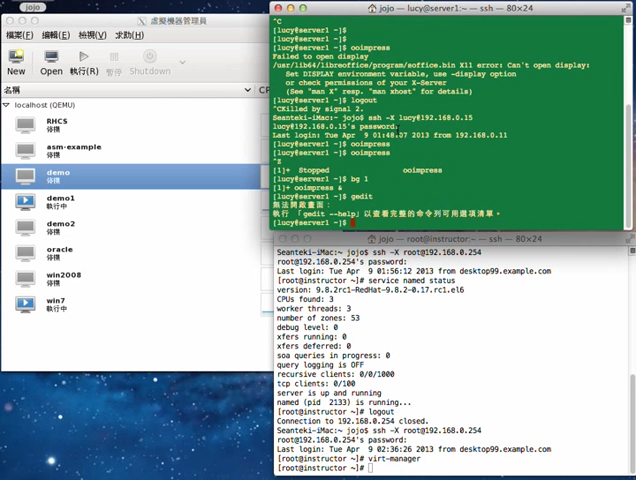 jojo
虛擬機器管理員
檔案(F) 編輯(E) 檢視(V) 求助(H)
New Open 執行(R) 暫停 Shutdown
名稱 CP
localhost (QEMU)
RHCS
停機
asm-example
停機
demo
停機
demo1
執行中
demo2
停機
oracle
停機
win2008
停機
win7
執行中
jojo — lucy@server1:~ — ssh — 80×24
^C
[lucy@server1 ~]$
[lucy@server1 ~]$
[lucy@server1 ~]$ ooimpress
Failed to open display
/usr/lib64/libreoffice/program/soffice.bin X11 error: Can't open display:
Set DISPLAY environment variable, use -display option
or check permissions of your X-Server
(See "man X" resp. "man xhost" for details)
[lucy@server1 ~]$ logout
^CKilled by signal 2.
Seanteki-iMac:~ jojo$ ssh -X lucy@192.168.0.15
lucy@192.168.0.15's password:
Last login: Tue Apr  9 01:48:07 2013 from 192.168.0.11
[lucy@server1 ~]$ ooimpress
[lucy@server1 ~]$ ooimpress
^Z
[1]+  Stopped                 ooimpress
[lucy@server1 ~]$ bg 1
[1]+ ooimpress &
[lucy@server1 ~]$ gedit
無法開啟畫面：
執行 「gedit --help」以查看完整的命令列可用選項清單。
[lucy@server1 ~]$
jojo — root@instructor:~ — ssh — 80×24
Seanteki-iMac:~ jojo$ ssh -X root@192.168.0.254
root@192.168.0.254's password:
Last login: Tue Apr  9 01:56:12 2013 from desktop99.example.com
[root@instructor ~]# service named status
version: 9.8.2rc1-RedHat-9.8.2-0.17.rc1.el6
CPUs found: 3
worker threads: 3
number of zones: 53
debug level: 0
xfers running: 0
xfers deferred: 0
soa queries in progress: 0
query logging is OFF
recursive clients: 0/0/1000
tcp clients: 0/100
server is up and running
named (pid  2133) is running...
[root@instructor ~]# logout
Connection to 192.168.0.254 closed.
Seanteki-iMac:~ jojo$ ssh -X root@192.168.0.254
root@192.168.0.254's password:
Last login: Tue Apr  9 02:36:26 2013 from desktop99.example.com
[root@instructor ~]# virt-manager
[root@instructor ~]#